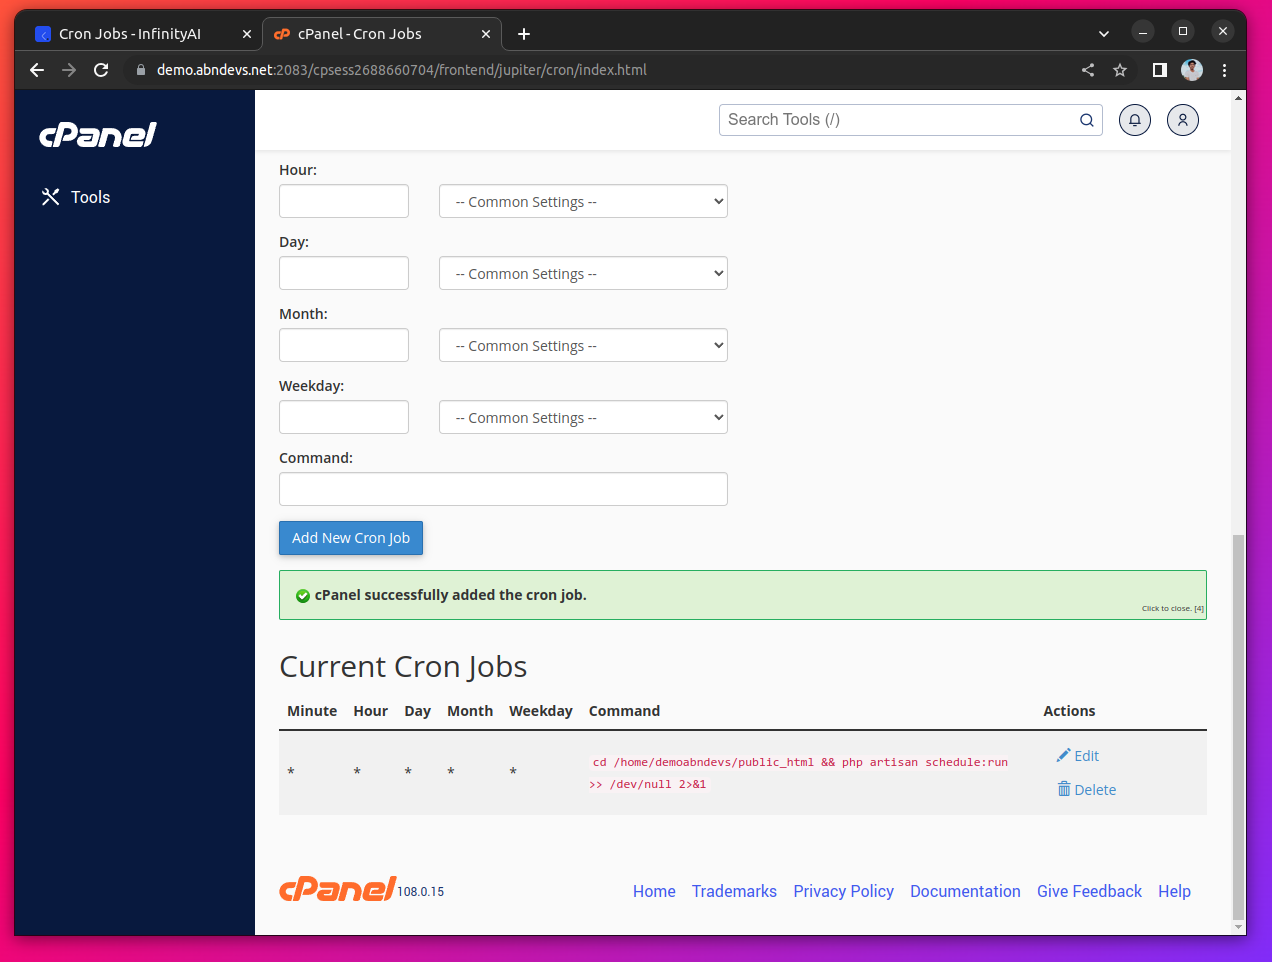 Cron Jobs - InfinityAI
cPanel - Cron Jobs
demo.abndevs.net:2083/cpsess2688660704/frontend/jupiter/cron/index.html
cPanel
Search Tools (/)
Tools
Hour:
-- Common Settings --
Day:
-- Common Settings --
Month:
-- Common Settings --
Weekday:
-- Common Settings --
Command:
Add New Cron Job
cPanel successfully added the cron job.
Click to close. [4]
Current Cron Jobs
Minute Hour Day Month Weekday Command Actions
* * * * * cd /home/demoabndevs/public_html && php artisan schedule:run
>> /dev/null 2>&1
Edit
Delete
cPanel 108.0.15
Home Trademarks Privacy Policy Documentation Give Feedback Help